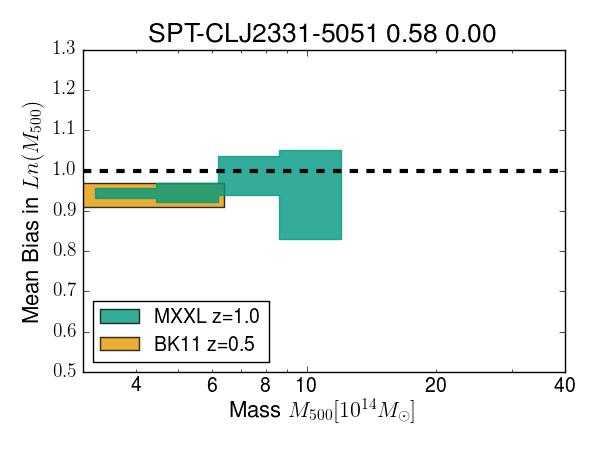 SPT-CLJ2331-5051 0.58 0.00
1.3
1.2
1.1
1.0
0.9
0.8
0.7
0.6
0.5
Mean Bias in Ln(M500)
MXXL z=1.0
BK11 z=0.5
4 6 8 10 20 40
Mass M500[10^14 M⊙]